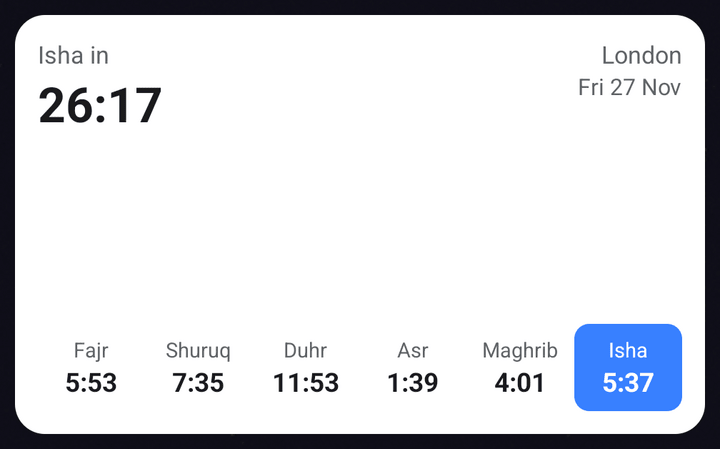 Isha in
26:17
London
Fri 27 Nov
Fajr
5:53
Shuruq
7:35
Duhr
11:53
Asr
1:39
Maghrib
4:01
Isha
5:37